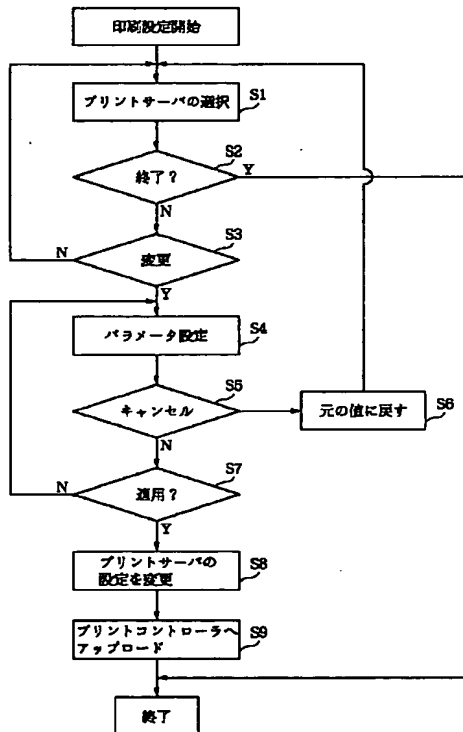 印刷設定開始
プリントサーバの選択
S1
終了?
S2
Y
N
変更
S3
N
Y
パラメータ設定
S4
キャンセル
S5
N
元の値に戻す
S6
適用?
S7
N
Y
プリントサーバの
設定を変更
S8
プリントコントローラへ
アップロード
S9
終了